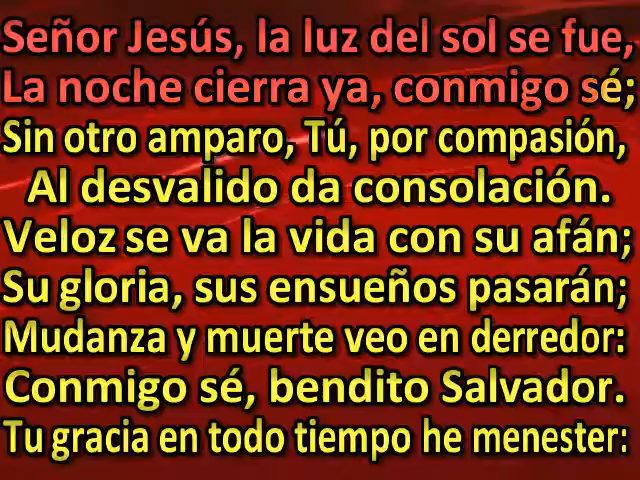 Señor Jesús, la luz del sol se fue,
La noche cierra ya, conmigo sé;
Sin otro amparo, Tú, por compasión,
Al desvalido da consolación.
Veloz se va la vida con su afán;
Su gloria, sus ensueños pasarán;
Mudanza y muerte veo en derredor:
Conmigo sé, bendito Salvador.
Tu gracia en todo tiempo he menester: